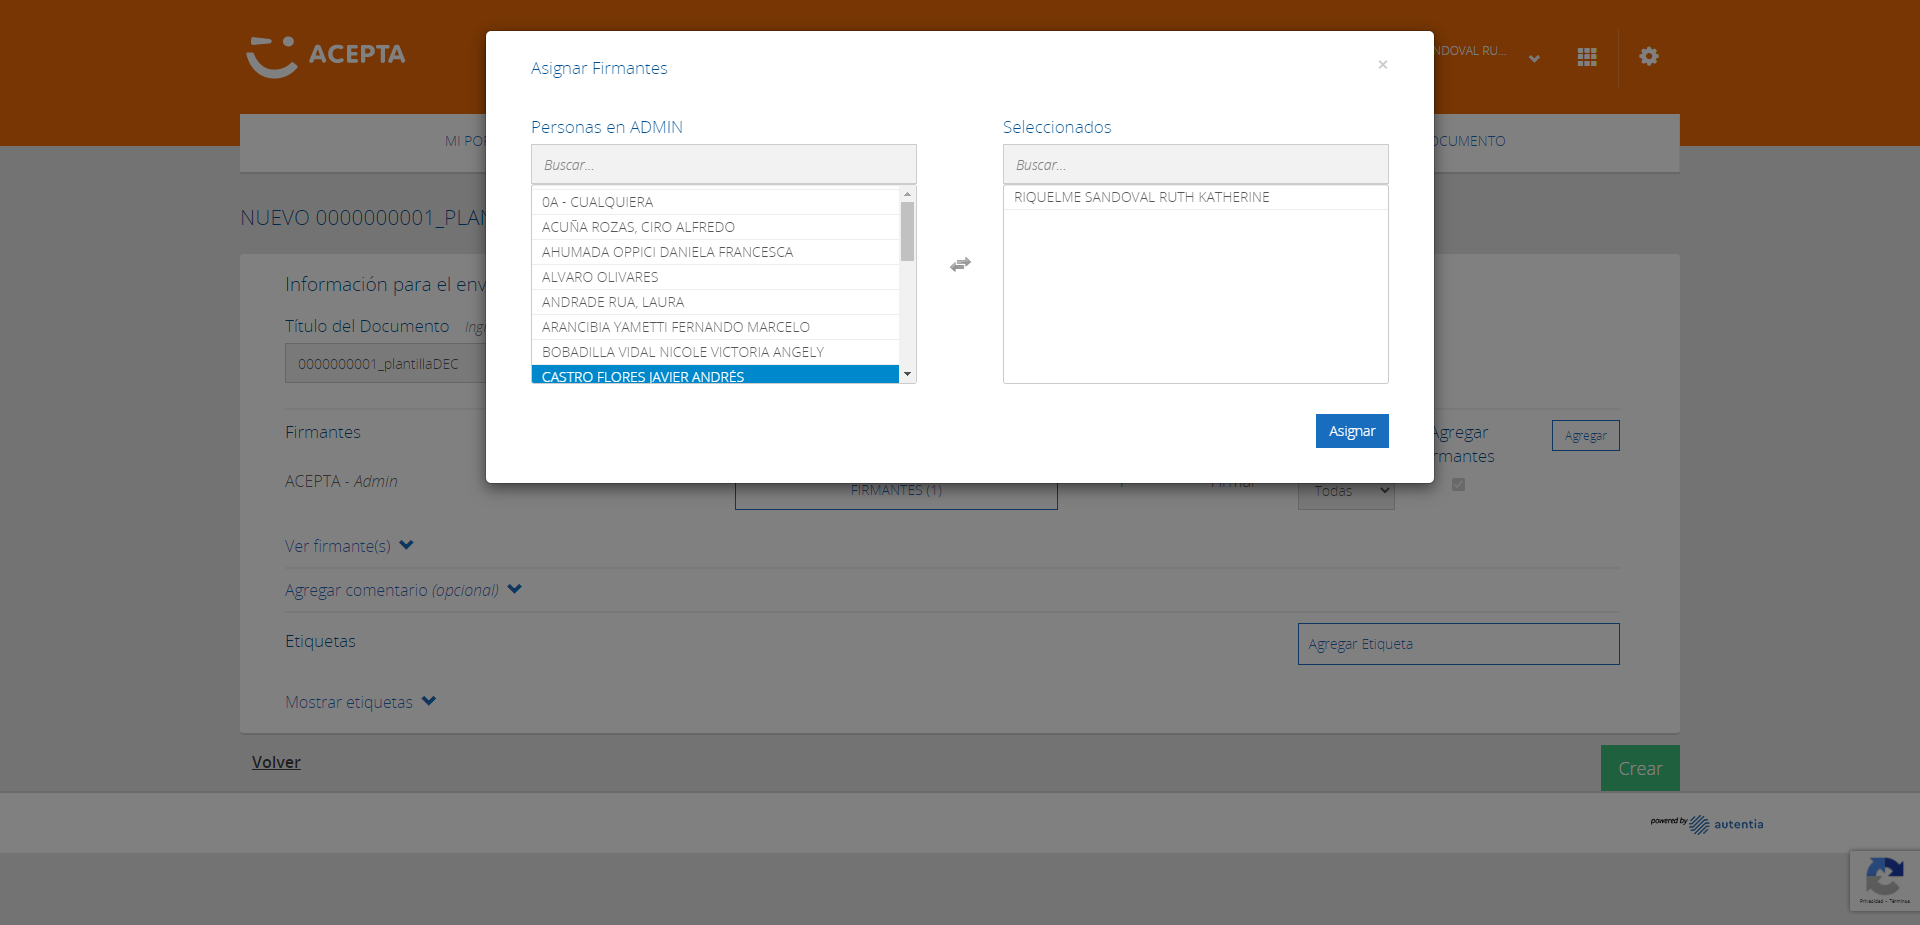 ACEPTA
NDOVAL RU...
MI POR
OCUMENTO
NUEVO 0000000001_PLAN
Información para el env
Título del Documento
0000000001_plantillaDEC
Firmantes
Agregar
rmantes
Agregar
ACEPTA - Admin
FIRMANTES (1)
Firmar
Todas
Ver firmante(s)
Agregar comentario (opcional)
Etiquetas
Agregar Etiqueta
Mostrar etiquetas
Volver
Crear
powered by autentia
Privacidad - Términos
Asignar Firmantes
×
Personas en ADMIN
Buscar...
0A - CUALQUIERA
ACUÑA ROZAS, CIRO ALFREDO
AHUMADA OPPICI DANIELA FRANCESCA
ALVARO OLIVARES
ANDRADE RUA, LAURA
ARANCIBIA YAMETTI FERNANDO MARCELO
BOBADILLA VIDAL NICOLE VICTORIA ANGELY
CASTRO FLORES JAVIER ANDRÉS
Seleccionados
Buscar...
RIQUELME SANDOVAL RUTH KATHERINE
Asignar